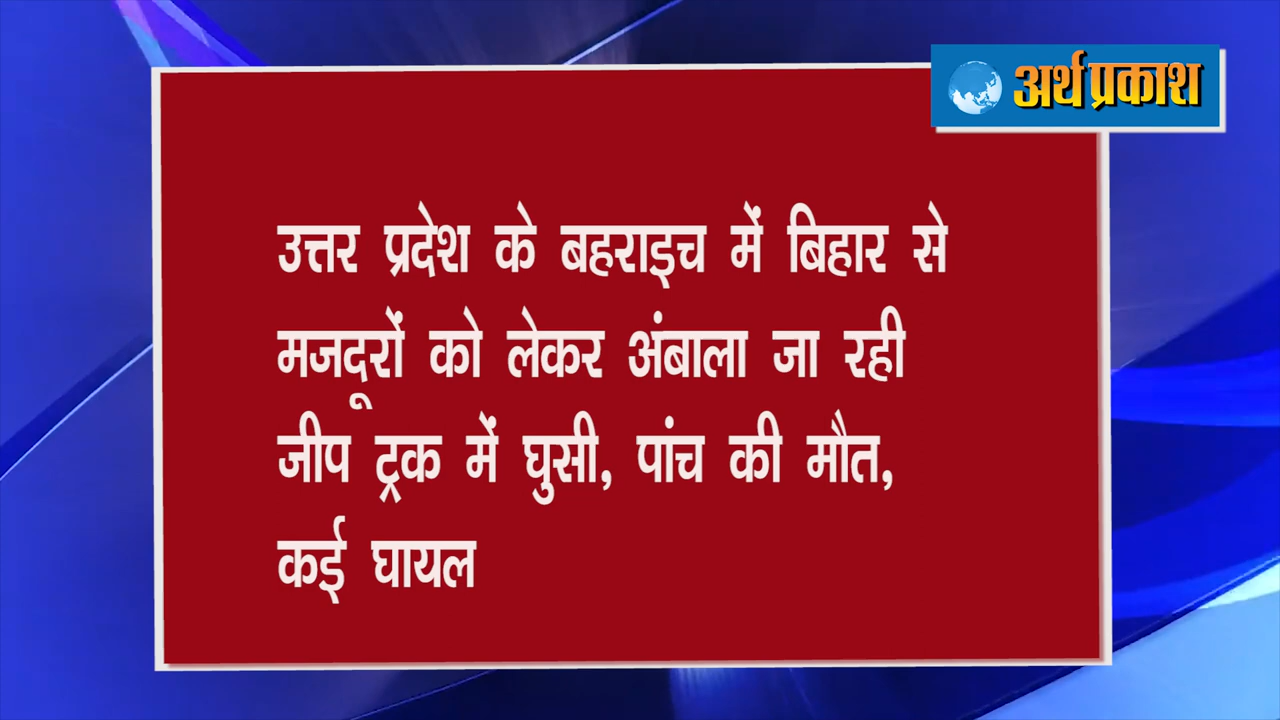 अर्थ प्रकाश
उत्तर प्रदेश के बहराइच में बिहार से
मजदूरों को लेकर अंबाला जा रही
जीप ट्रक में घुसी, पांच की मौत,
कई घायल